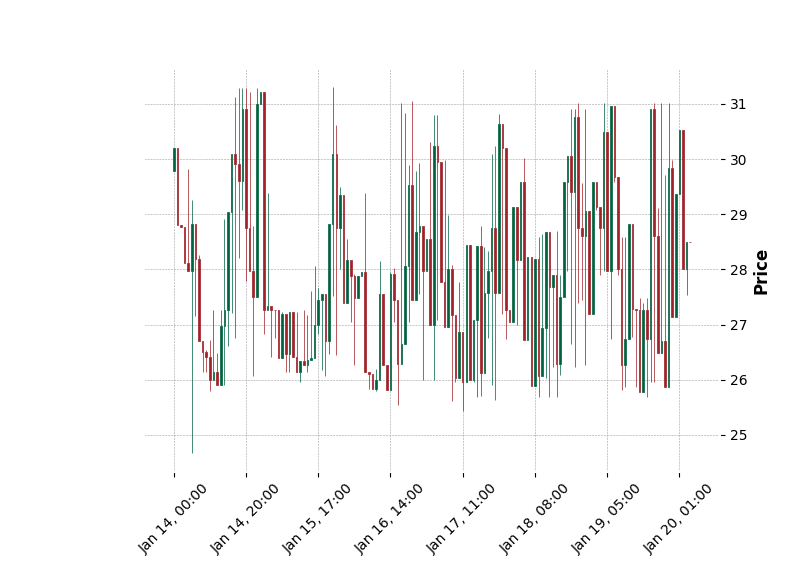 31
30
29
28
27
26
25
Price
Jan 14, 00:00
Jan 14, 20:00
Jan 15, 17:00
Jan 16, 14:00
Jan 17, 11:00
Jan 18, 08:00
Jan 19, 05:00
Jan 20, 01:00